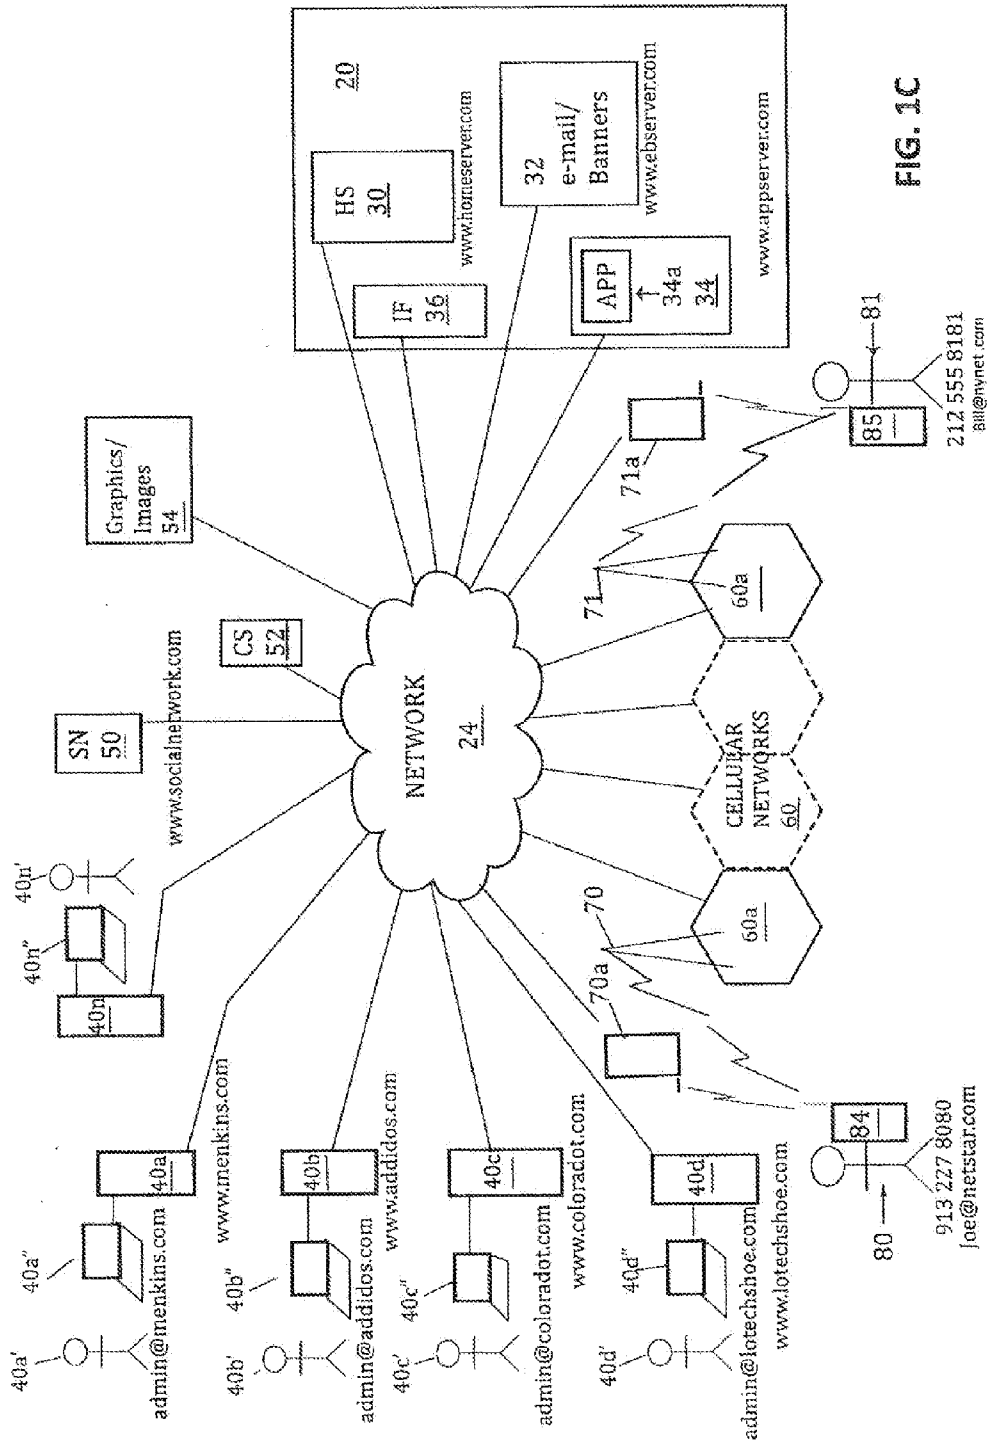 40a'
40a"
40a
admin@menkins.com
www.menkins.com
40b'
40b"
40b
admin@addidos.com
www.addidos.com
40c'
40c"
40c
admin@coloradot.com
www.coloradot.com
40d'
40d"
40d
admin@lotechshoe.com
www.lotechshoe.com
40n"
40n'
40n
SN
50
www.socialnerwork.com
CS
52
Graphics/
Images
54
NETWORK
24
20
HS
30
www.homeserver.com
IF
36
32
e-mail/
Banners
www.ebserver.com
APP
34a
34
www.appserver.com
70a
70
60a
CELLULAR
NETWORKS
60
60a
71
71a
84
80
913 227 8080
Joe@netstar.com
85
81
212 555 8181
Bill@nynet.com
FIG. 1C